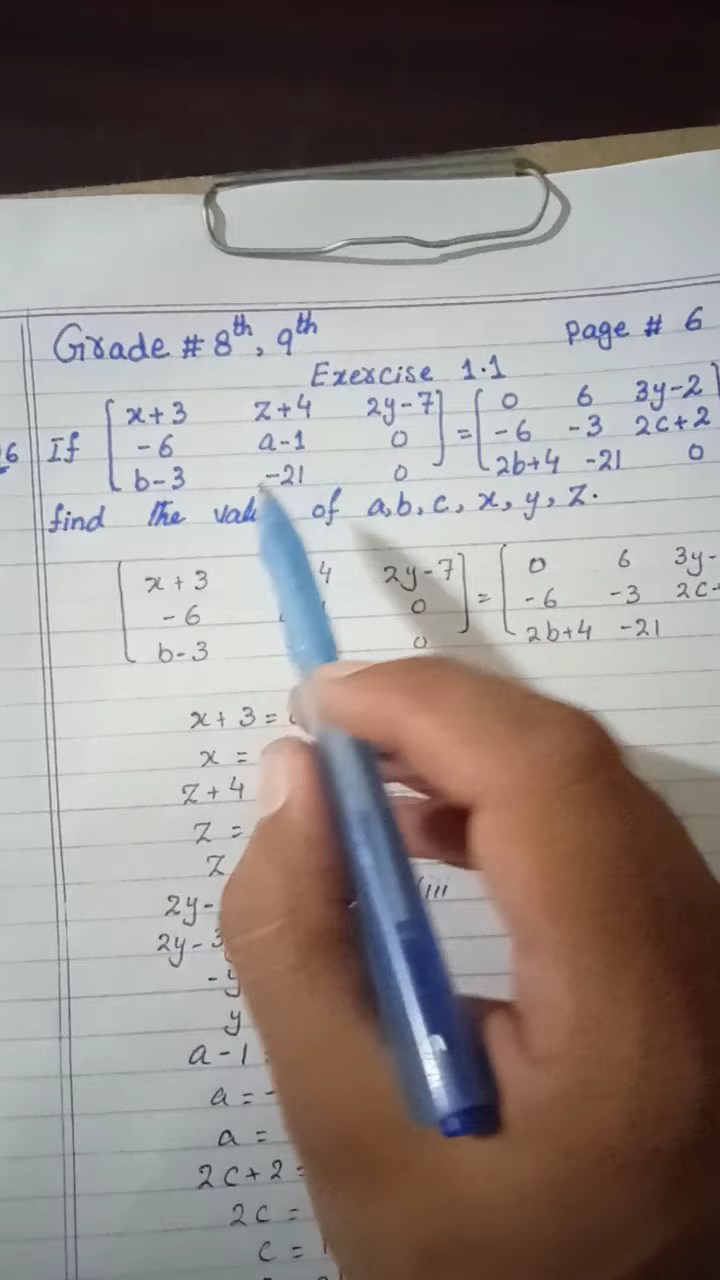 Grade # 8th, 9th
Page # 6
Exercise 1.1
6 If [x+3 z+4 2y-7] = [0 6 3y-2]
-6 a-1 0 -6 -3 2c+2
b-3 -21 0 2b+4 -21 0
find the of a,b,c,x,y,z.
[x+3 4 2y-7] = [0 6 3y-
-6 0 -6 -3 2c
b-3 0 2b+4 -21
x+3=
x=
z+4
z=
z
2y- (iii
2y-3
-y
y
a-1
a=-
a=
2c+2=
2c=
c=